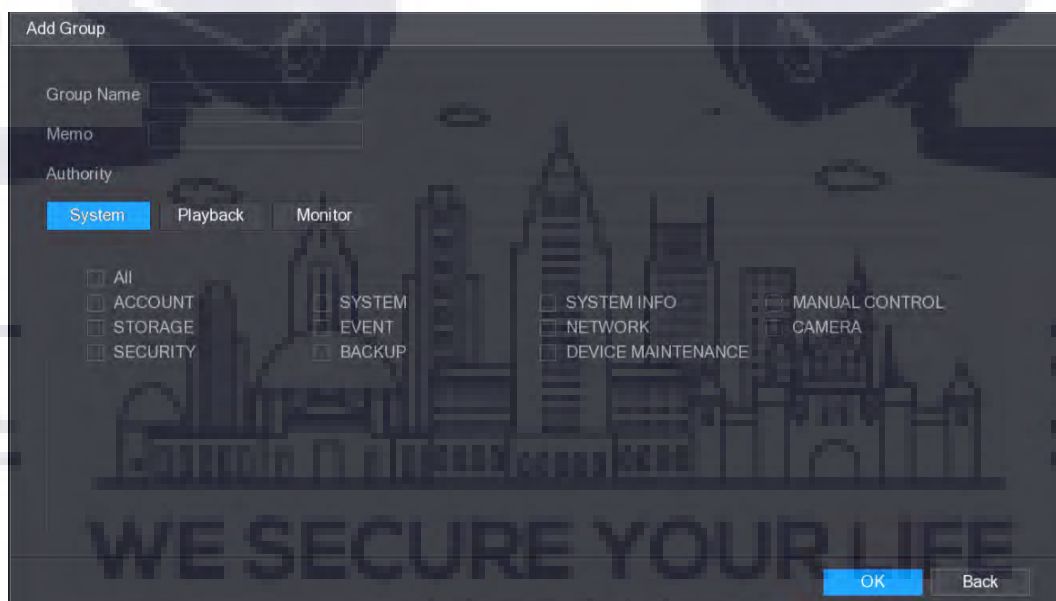 Add Group
Group Name
Memo
Authority
System Playback Monitor
All
ACCOUNT SYSTEM SYSTEM INFO MANUAL CONTROL
STORAGE EVENT NETWORK CAMERA
SECURITY BACKUP DEVICE MAINTENANCE
WE SECURE YOUR LIFE
OK Back